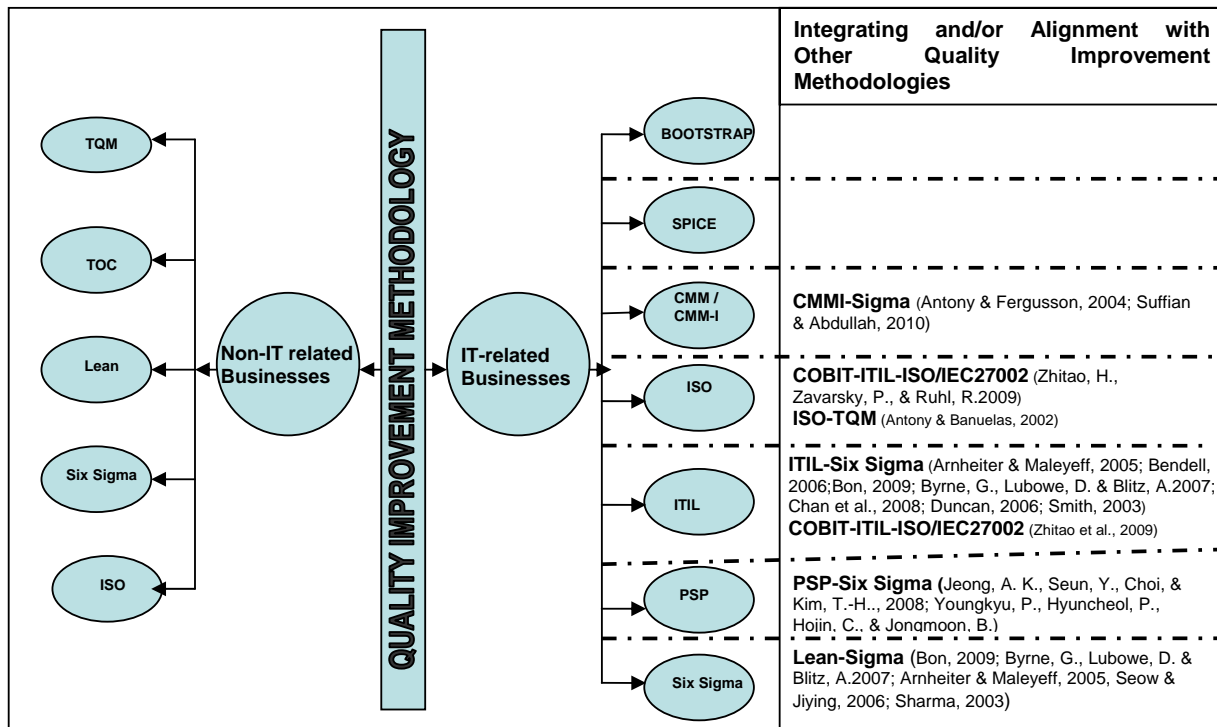 Integrating and/or Alignment with
Other Quality Improvement
Methodologies
TQM
TOC
Lean
Six Sigma
ISO
Non-IT related
Businesses
QUALITY IMPROVEMENT METHODOLOGY
IT-related
Businesses
BOOTSTRAP
SPICE
CMM /
CMM-I
CMMI-Sigma (Antony & Fergusson, 2004; Suffian
& Abdullah, 2010)
ISO
COBIT-ITIL-ISO/IEC27002 (Zhitao, H.,
Zavarsky, P., & Ruhl, R.2009)
ISO-TQM (Antony & Banuelas, 2002)
ITIL
ITIL-Six Sigma (Arnheiter & Maleyeff, 2005; Bendell,
2006;Bon, 2009; Byrne, G., Lubowe, D. & Blitz, A.2007;
Chan et al., 2008; Duncan, 2006; Smith, 2003)
COBIT-ITIL-ISO/IEC27002 (Zhitao et al., 2009)
PSP
PSP-Six Sigma (Jeong, A. K., Seun, Y., Choi, &
Kim, T.-H.., 2008; Youngkyu, P., Hyuncheol, P.,
Hojin, C., & Jongmoon, B.)
Six Sigma
Lean-Sigma (Bon, 2009; Byrne, G., Lubowe, D. &
Blitz, A.2007; Arnheiter & Maleyeff, 2005, Seow &
Jiying, 2006; Sharma, 2003)